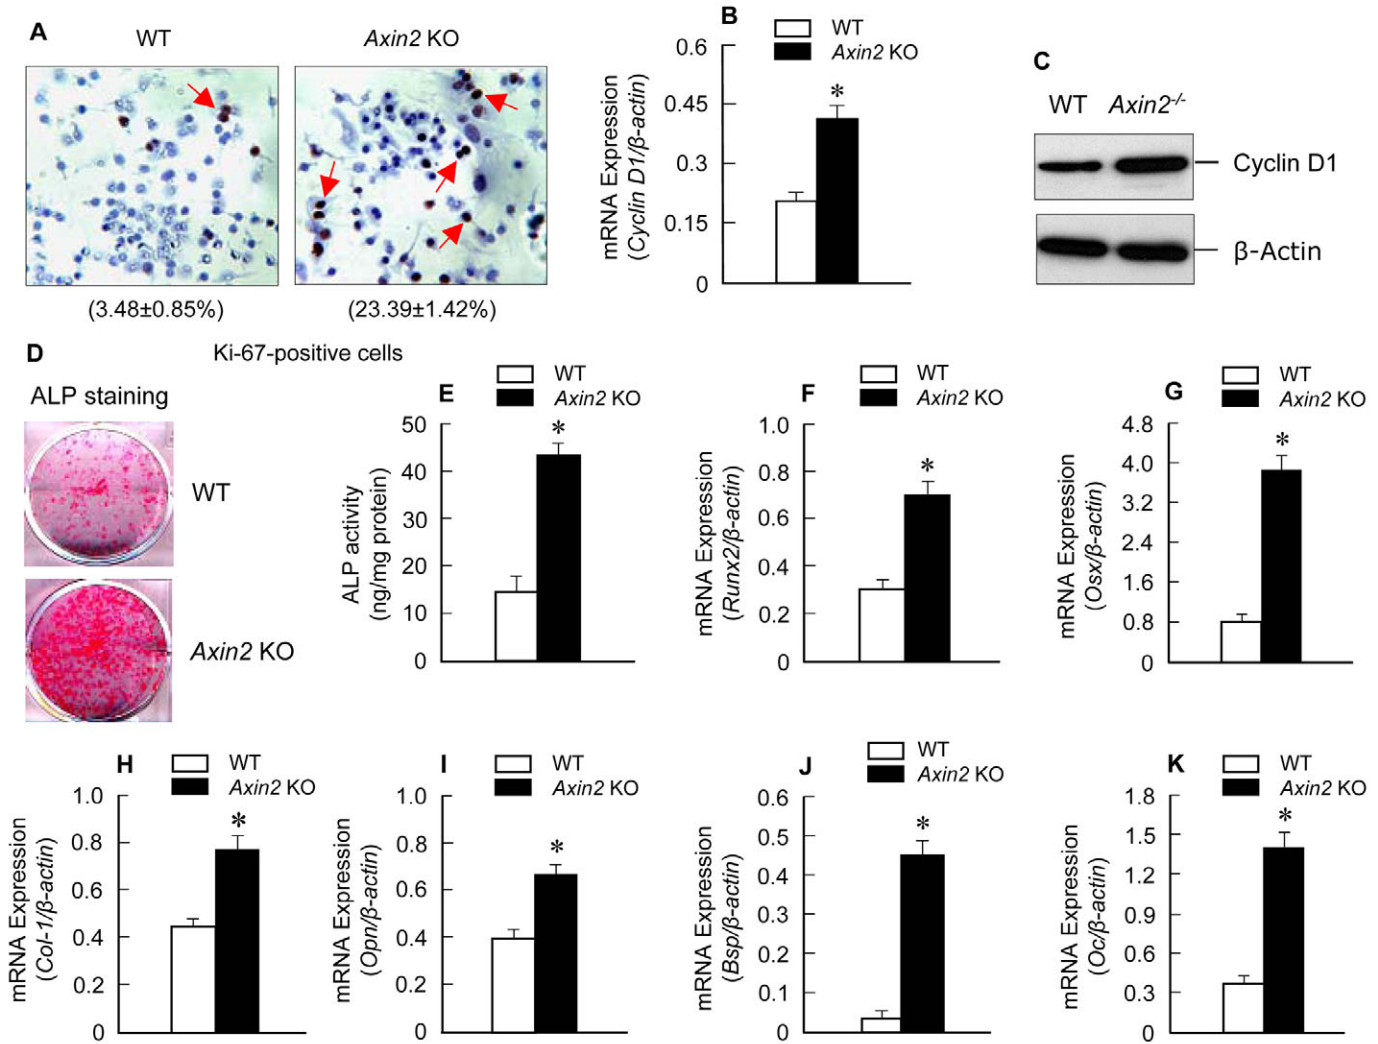 A
WT
Axin2 KO
(3.48±0.85%)
(23.39±1.42%)
Ki-67-positive cells
B
WT
Axin2 KO
mRNA Expression
(Cyclin D1/β-actin)
0.6
0.45
0.3
0.15
0
*
C
WT
Axin2-/-
Cyclin D1
β-Actin
D
ALP staining
WT
Axin2 KO
E
WT
Axin2 KO
ALP activity
(ng/mg protein)
50
40
30
20
10
0
*
F
WT
Axin2 KO
mRNA Expression
(Runx2/β-actin)
1.0
0.8
0.6
0.4
0.2
0
*
G
WT
Axin2 KO
mRNA Expression
(Osx/β-actin)
4.8
4.0
3.2
2.4
1.6
0.8
0
*
H
WT
Axin2 KO
mRNA Expression
(Col-1/β-actin)
1.0
0.8
0.6
0.4
0.2
0
*
I
WT
Axin2 KO
mRNA Expression
(Opn/β-actin)
1.0
0.8
0.6
0.4
0.2
0
*
J
WT
Axin2 KO
mRNA Expression
(Bsp/β-actin)
0.6
0.5
0.4
0.3
0.2
0.1
0
*
K
WT
Axin2 KO
mRNA Expression
(Oc/β-actin)
1.8
1.5
1.2
0.9
0.6
0.3
0
*